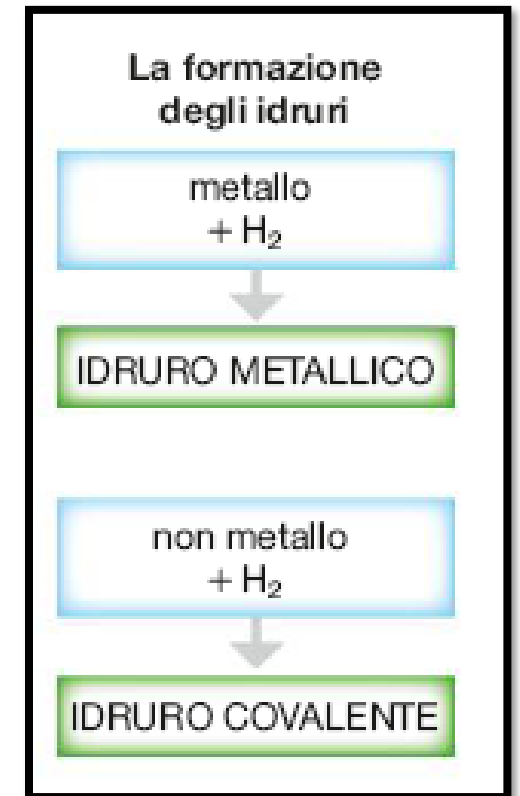 La formazione
degli idruri
metallo
+ H₂
IDRURO METALLICO
non metallo
+ H₂
IDRURO COVALENTE